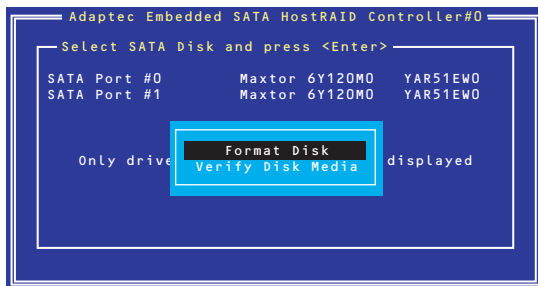 Adaptec Embedded SATA HostRAID Controller#0
Select SATA Disk and press <Enter>
SATA Port #0 Maxtor 6Y120M0 YAR51EW0
SATA Port #1 Maxtor 6Y120M0 YAR51EW0
Format Disk
Only drive displayed
Verify Disk Media